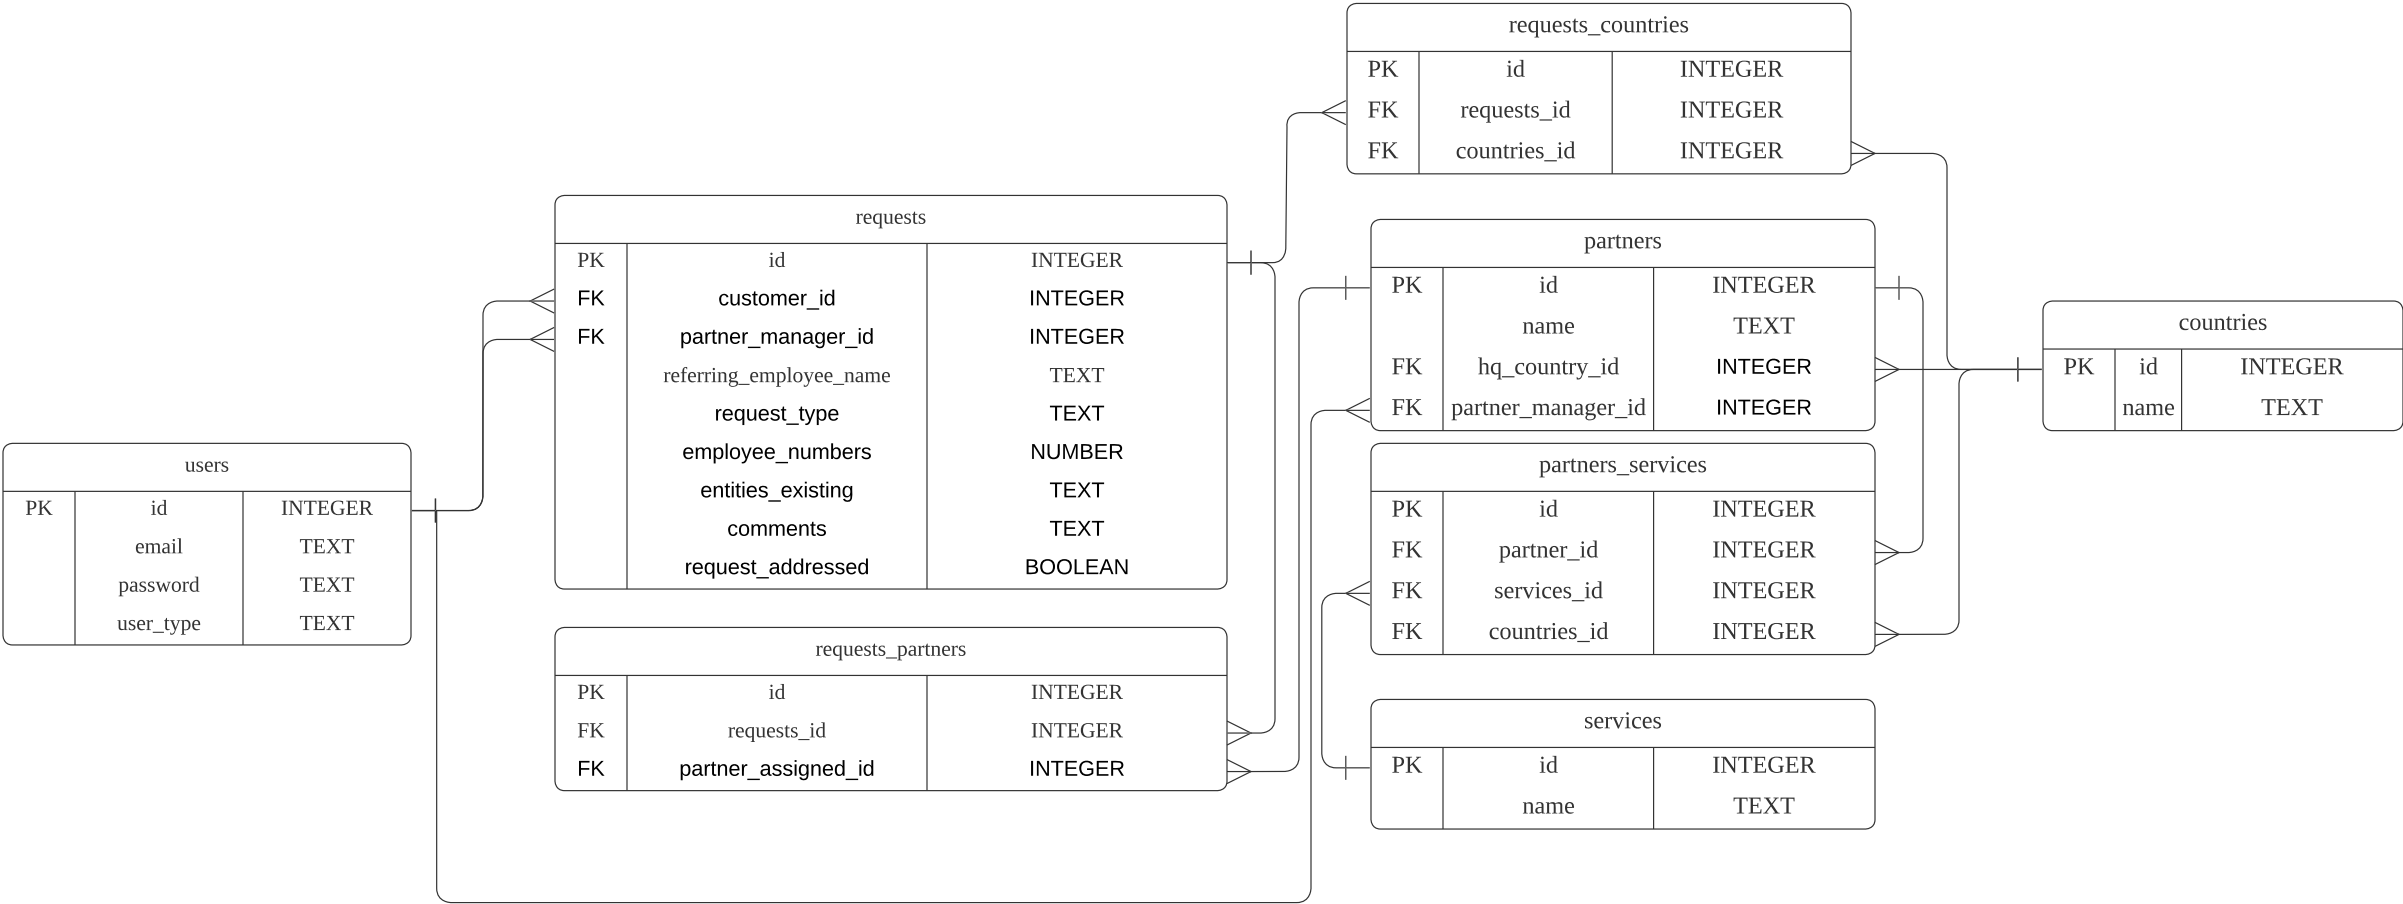 requests_countries
PK id INTEGER
FK requests_id INTEGER
FK countries_id INTEGER
requests
PK id INTEGER
FK customer_id INTEGER
FK partner_manager_id INTEGER
referring_employee_name TEXT
request_type TEXT
employee_numbers NUMBER
entities_existing TEXT
comments TEXT
request_addressed BOOLEAN
partners
PK id INTEGER
name TEXT
FK hq_country_id INTEGER
FK partner_manager_id INTEGER
countries
PK id INTEGER
name TEXT
users
PK id INTEGER
email TEXT
password TEXT
user_type TEXT
partners_services
PK id INTEGER
FK partner_id INTEGER
FK services_id INTEGER
FK countries_id INTEGER
requests_partners
PK id INTEGER
FK requests_id INTEGER
FK partner_assigned_id INTEGER
services
PK id INTEGER
name TEXT